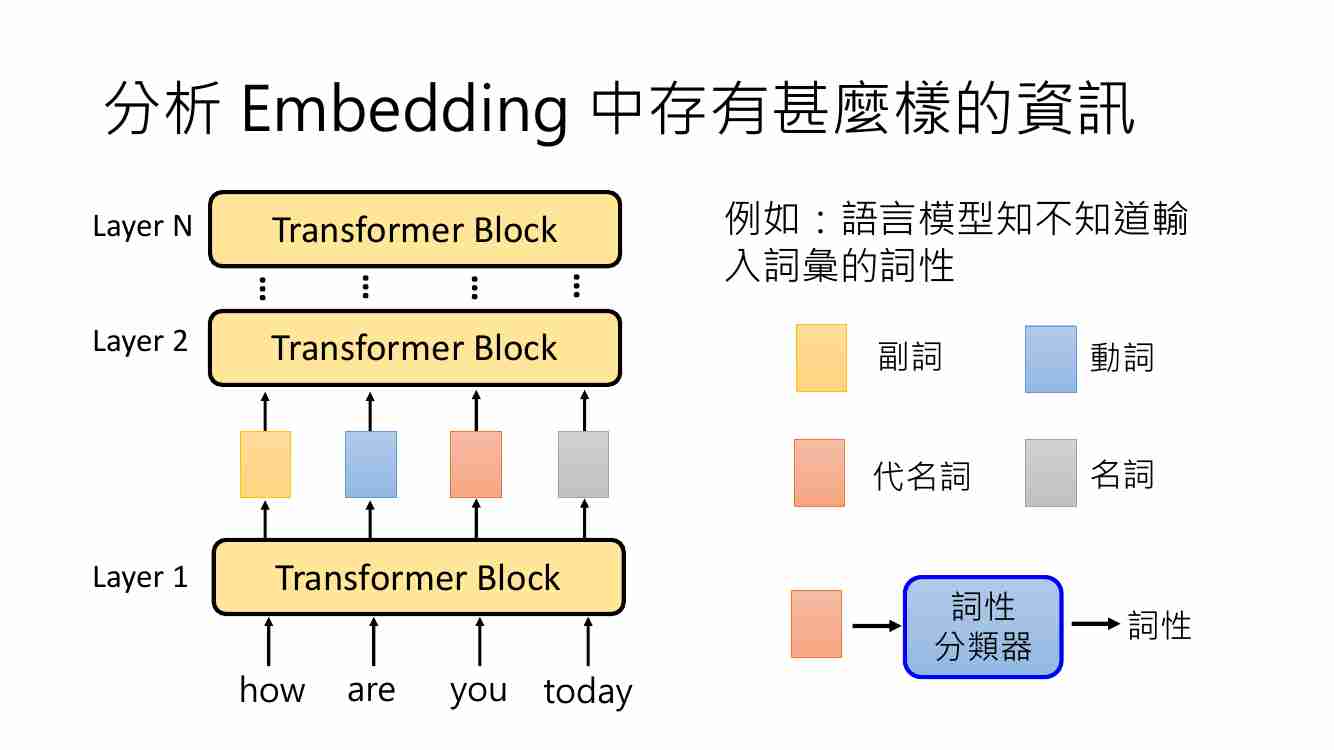 分析 Embedding 中存有甚麼樣的資訊
Layer N
Transformer Block
Layer 2
Transformer Block
Layer 1
Transformer Block
how are you today
例如：語言模型知不知道輸
入詞彙的詞性
副詞
動詞
代名詞
名詞
詞性
分類器
詞性